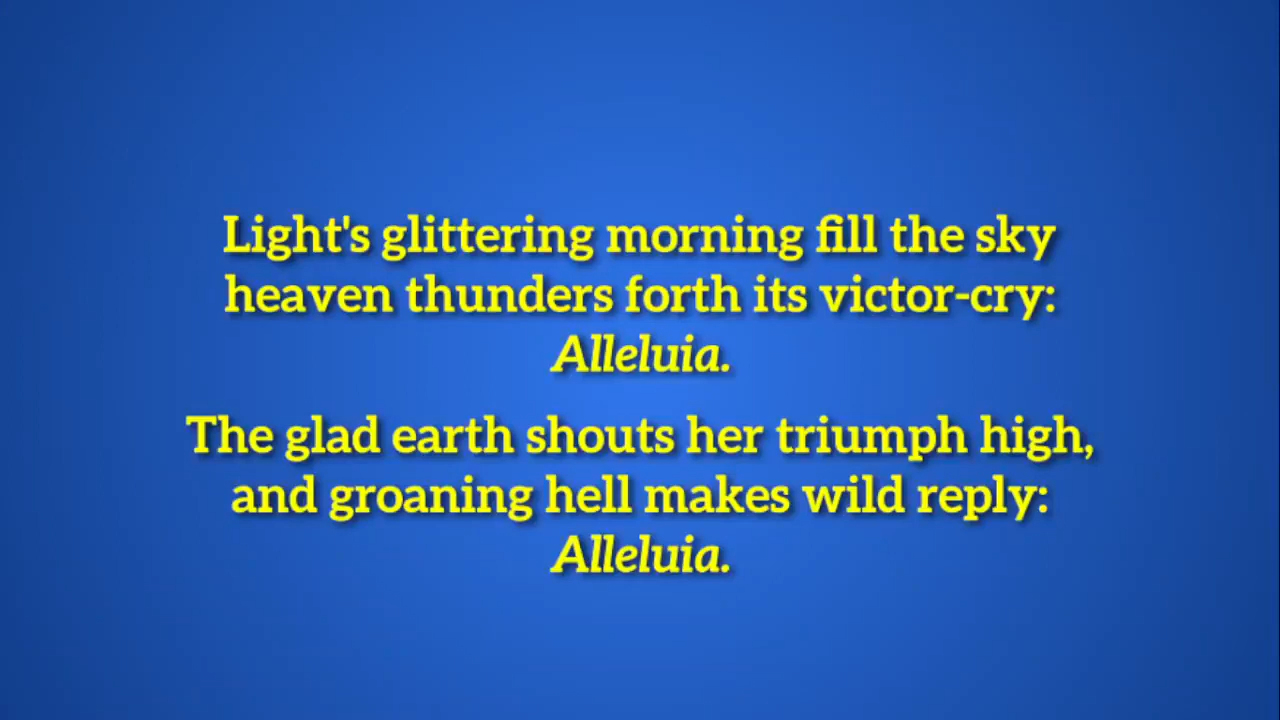 Light's glittering morning fill the sky
heaven thunders forth its victor-cry:
Alleluia.
The glad earth shouts her triumph high,
and groaning hell makes wild reply:
Alleluia.